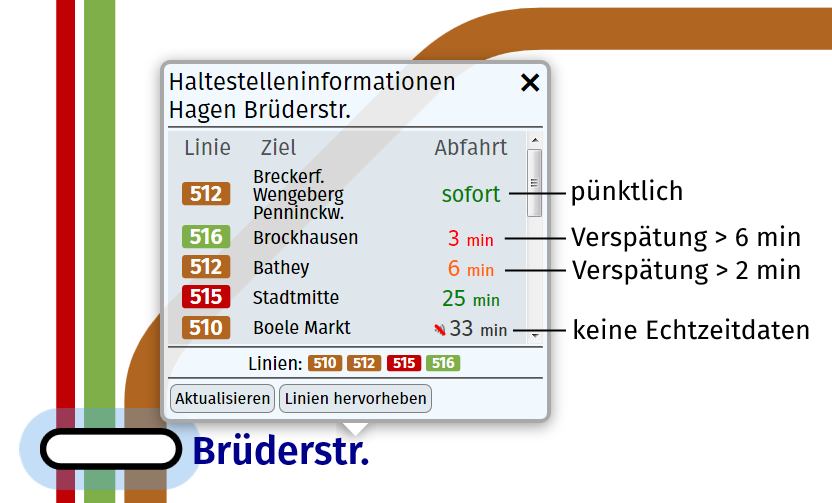 Haltestelleninformationen
Hagen Brüderstr.
Linie Ziel Abfahrt
512 Breckerf. Wengeberg Penninckw. sofort pünktlich
516 Brockhausen 3 min Verspätung > 6 min
512 Bathey 6 min Verspätung > 2 min
515 Stadtmitte 25 min
510 Boele Markt 33 min keine Echtzeitdaten
Linien: 510 512 515 516
Aktualisieren Linien hervorheben
Brüderstr.